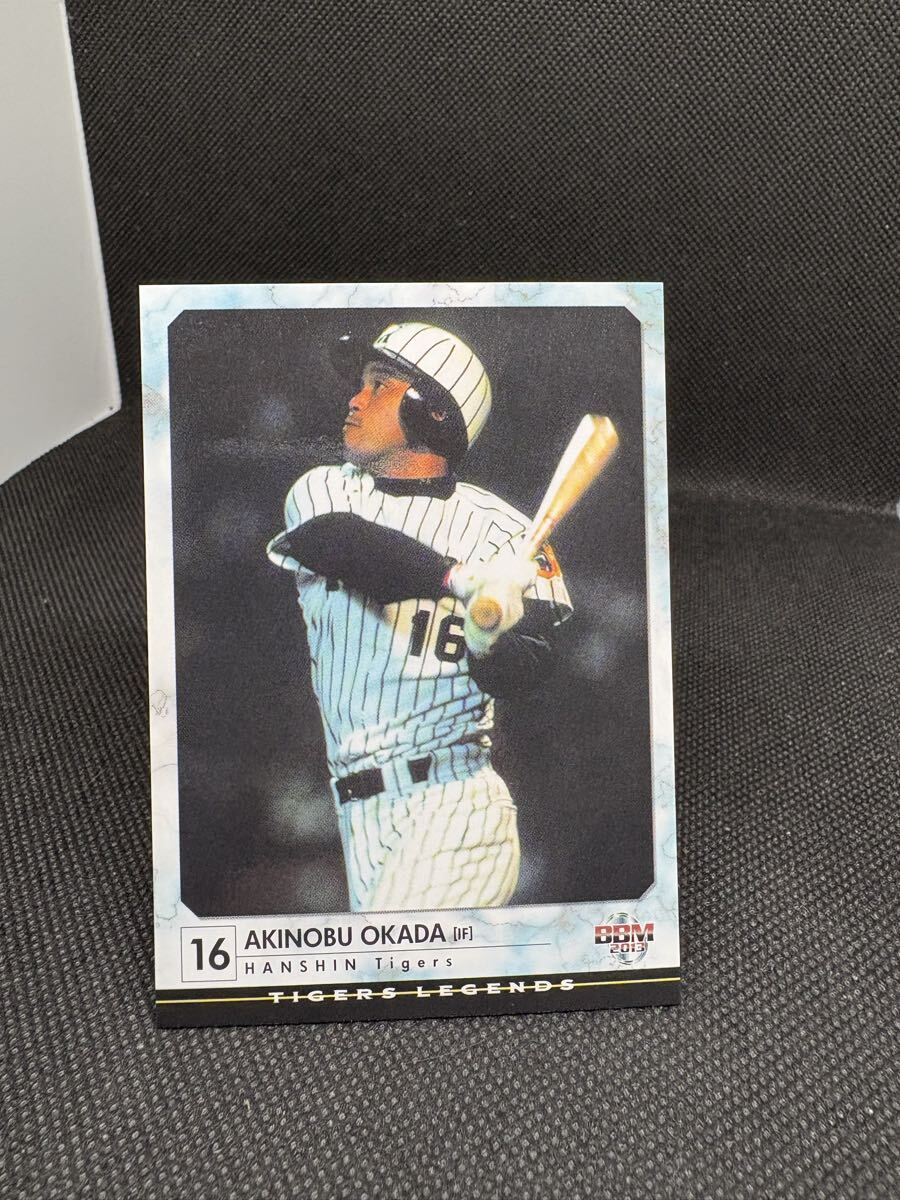 16
16
AKINOBU OKADA [IF]
HANSHIN Tigers
BBM
2013
TIGERS LEGENDS